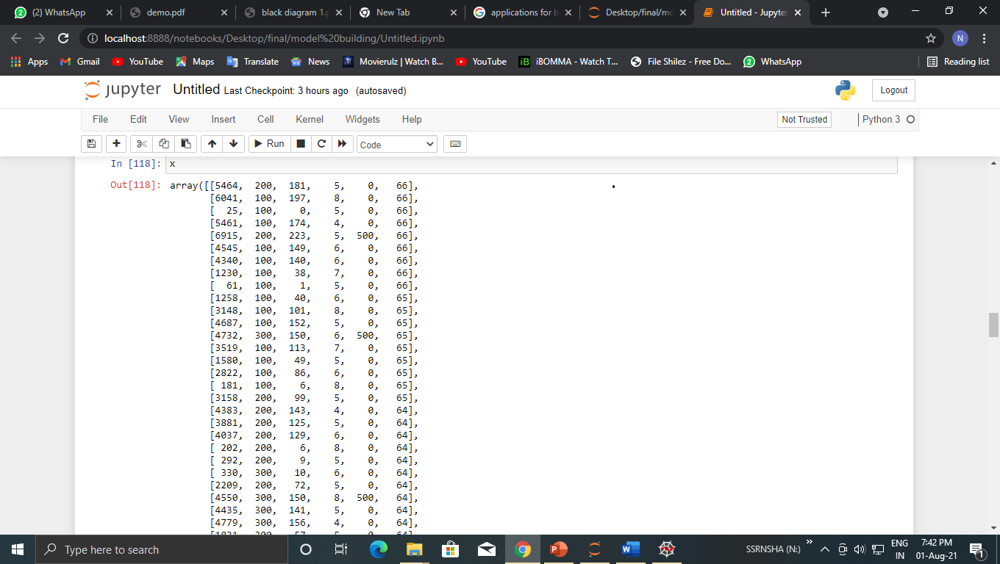 (2) WhatsApp demo.pdf black diagram 1.p New Tab applications for b Desktop/final/mo Untitled - Jupyter
localhost:8888/notebooks/Desktop/final/model%20building/Untitled.ipynb N
Apps Gmail YouTube Maps Translate News Movierulz | Watch B... YouTube iBOMMA - Watch T... File Shilez - Free Do... WhatsApp Reading list
jupyter Untitled Last Checkpoint: 3 hours ago (autosaved) Logout
File Edit View Insert Cell Kernel Widgets Help Not Trusted Python 3
Run Code
In [118]: x
Out[118]: array([[5464, 200, 181, 5, 0, 66],
[6041, 100, 197, 8, 0, 66],
[ 25, 100, 0, 5, 0, 66],
[5461, 100, 174, 4, 0, 66],
[6915, 200, 223, 5, 500, 66],
[4545, 100, 149, 6, 0, 66],
[4340, 100, 140, 6, 0, 66],
[1230, 100, 38, 7, 0, 66],
[ 61, 100, 1, 5, 0, 66],
[1258, 100, 40, 6, 0, 65],
[3148, 100, 101, 8, 0, 65],
[4687, 100, 152, 5, 0, 65],
[4732, 300, 150, 6, 500, 65],
[3519, 100, 113, 7, 0, 65],
[1580, 100, 49, 5, 0, 65],
[2822, 100, 86, 6, 0, 65],
[ 181, 100, 6, 8, 0, 65],
[3158, 200, 99, 5, 0, 65],
[4383, 200, 143, 4, 0, 64],
[3881, 200, 125, 5, 0, 64],
[4037, 200, 129, 6, 0, 64],
[ 202, 200, 6, 8, 0, 64],
[ 292, 200, 9, 5, 0, 64],
[ 330, 300, 10, 6, 0, 64],
[2209, 200, 72, 5, 0, 64],
[4550, 300, 150, 8, 500, 64],
[4435, 300, 141, 5, 0, 64],
[4779, 300, 156, 4, 0, 64],
Type here to search SSRNSHA (N:) ENG 7:42 PM
IN 01-Aug-21 1